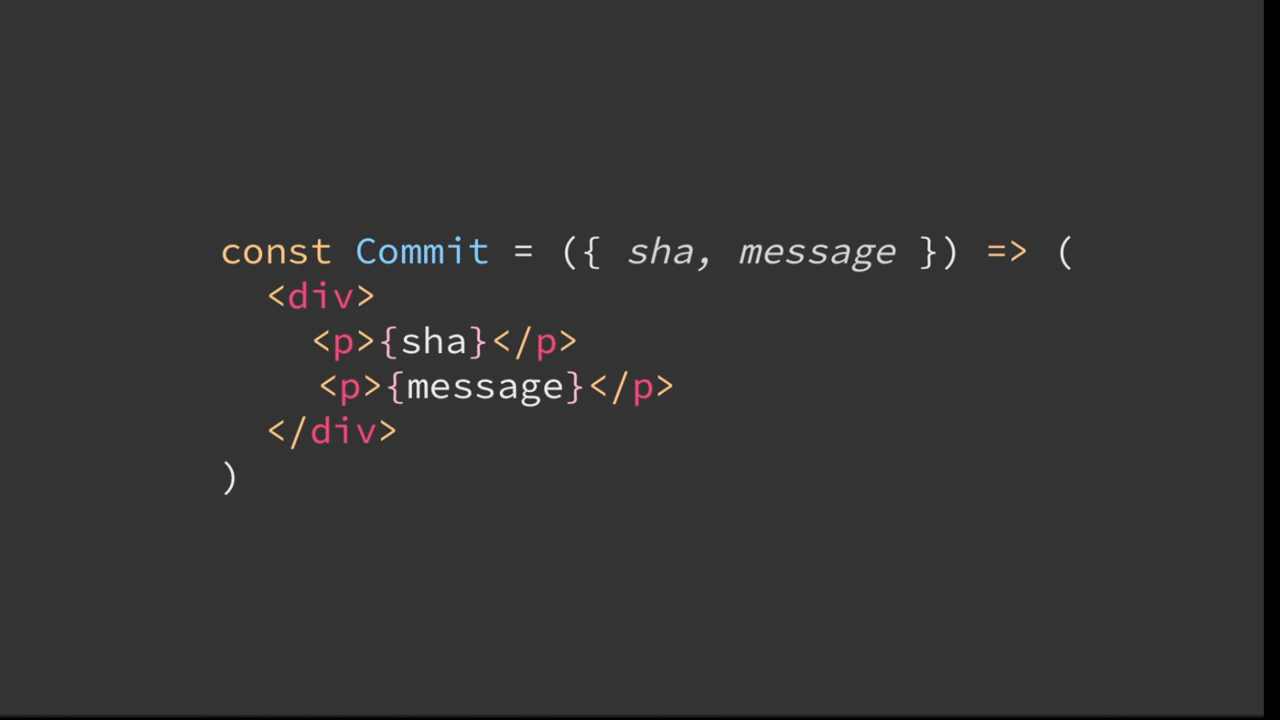 const Commit = ({ sha, message }) => (
<div>
<p>{sha}</p>
<p>{message}</p>
</div>
)